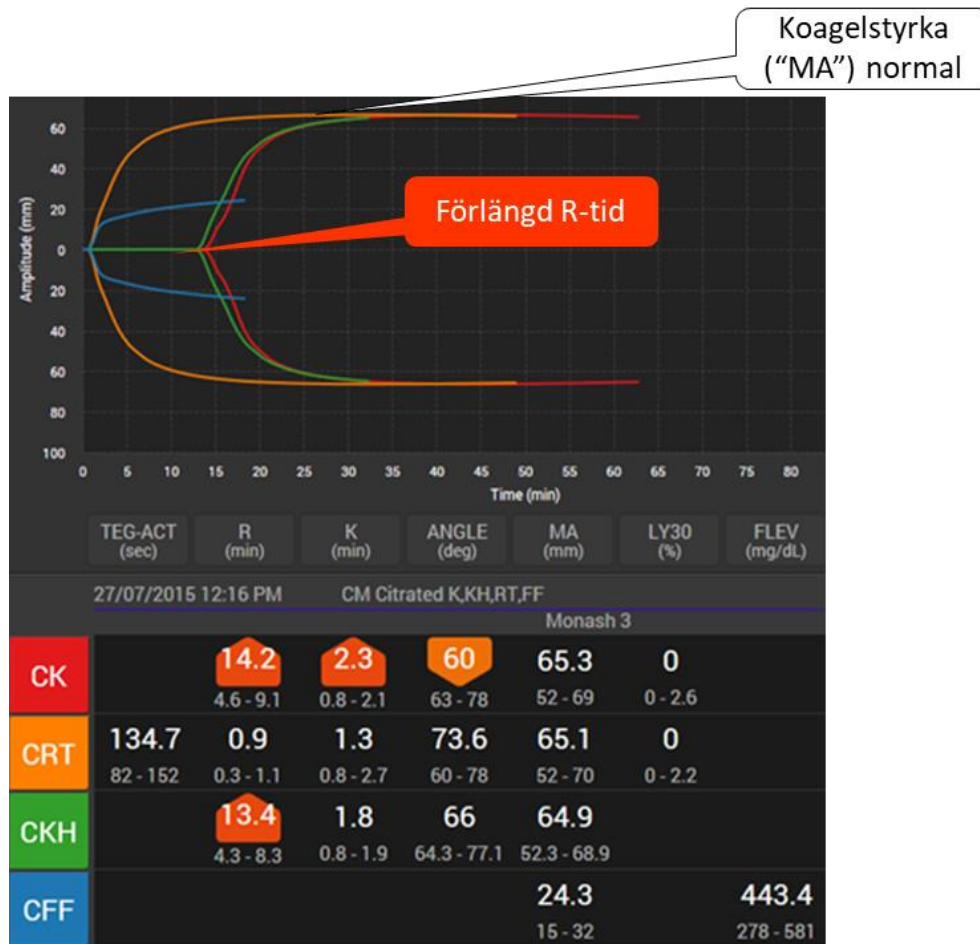 Koagelstyrka
("MA") normal
Förlängd R-tid
Amplitude (mm)
60
40
20
0
20
40
60
80
100
0 5 10 15 20 25 30 35 40 45 50 55 60 65 70 75 80
Time (min)
TEG-ACT (sec) R (min) K (min) ANGLE (deg) MA (mm) LY30 (%) FLEV (mg/dL)
27/07/2015 12:16 PM CM Citrated K,KH,RT,FF
Monash 3
CK 14.2 2.3 60 65.3 0
4.6 - 9.1 0.8 - 2.1 63 - 78 52 - 69 0 - 2.6
CRT 134.7 0.9 1.3 73.6 65.1 0
82 - 152 0.3 - 1.1 0.8 - 2.7 60 - 78 52 - 70 0 - 2.2
CKH 13.4 1.8 66 64.9
4.3 - 8.3 0.8 - 1.9 64.3 - 77.1 52.3 - 68.9
CFF 24.3 443.4
15 - 32 278 - 581